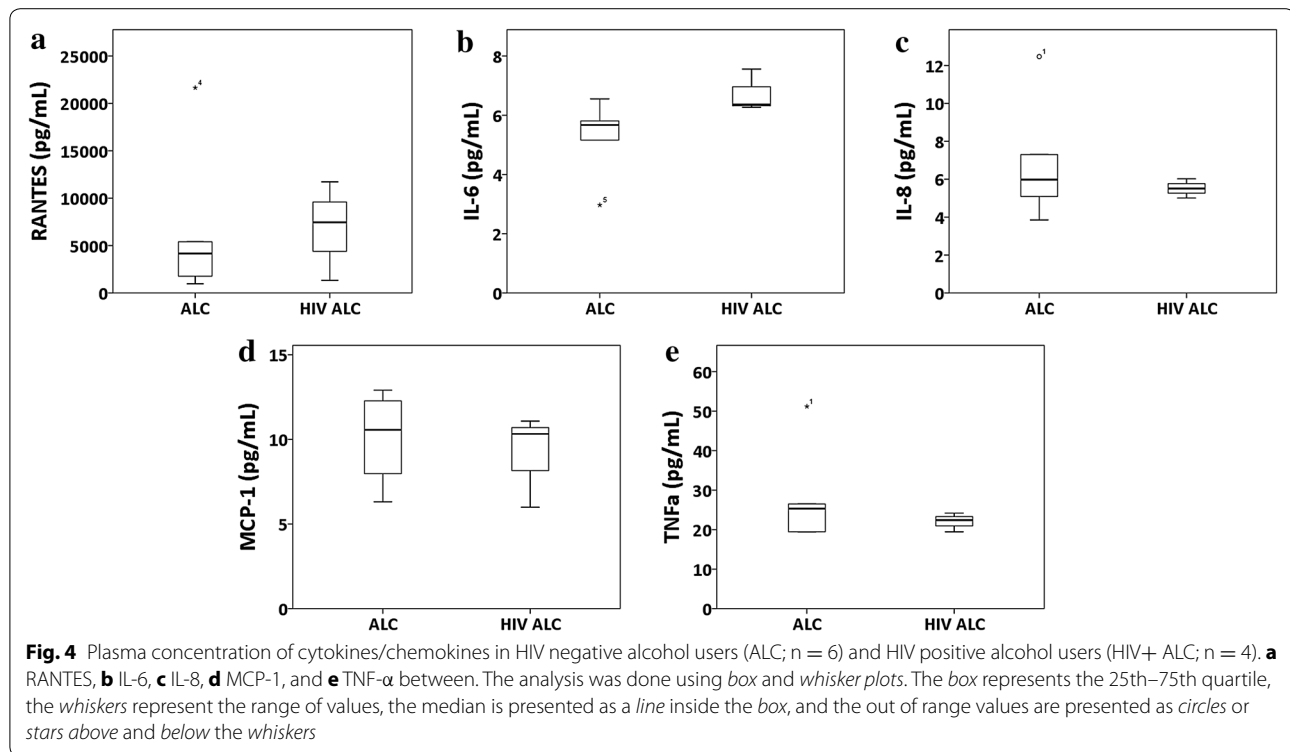 a
RANTES (pg/mL)
25000
20000
15000
10000
5000
0
*4
ALC HIV ALC
b
IL-6 (pg/mL)
8
6
4
2
0
*5
ALC HIV ALC
c
IL-8 (pg/mL)
12
10
8
6
4
2
0
o1
ALC HIV ALC
d
MCP-1 (pg/mL)
15
10
5
0
ALC HIV ALC
e
TNFa (pg/mL)
60
50
40
30
20
10
0
*1
ALC HIV ALC
Fig. 4 Plasma concentration of cytokines/chemokines in HIV negative alcohol users (ALC; n = 6) and HIV positive alcohol users (HIV+ ALC; n = 4). a
RANTES, b IL-6, c IL-8, d MCP-1, and e TNF-α between. The analysis was done using box and whisker plots. The box represents the 25th–75th quartile,
the whiskers represent the range of values, the median is presented as a line inside the box, and the out of range values are presented as circles or
stars above and below the whiskers